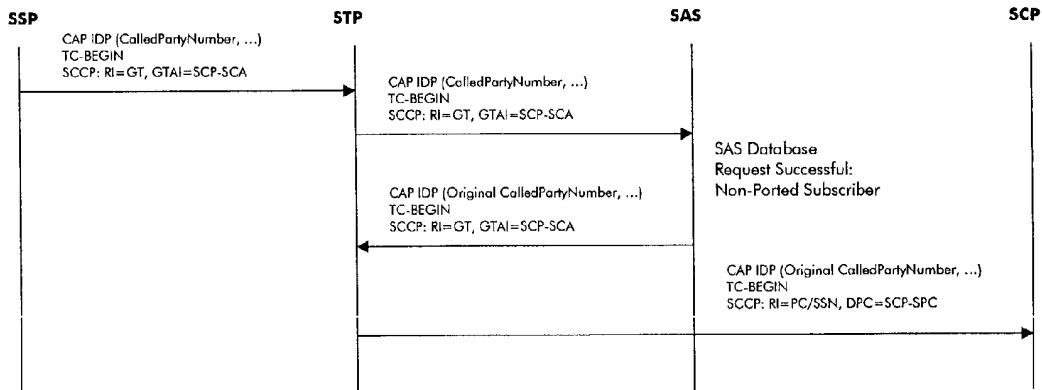 SSP STP SAS SCP
CAP IDP (CalledPartyNumber, ...)
TC-BEGIN
SCCP: RI=GT, GTAI=SCP-SCA
CAP IDP (CalledPartyNumber, ...)
TC-BEGIN
SCCP: RI=GT, GTAI=SCP-SCA
SAS Database
Request Successful:
Non-Ported Subscriber
CAP IDP (Original CalledPartyNumber, ...)
TC-BEGIN
SCCP: RI=GT, GTAI=SCP-SCA
CAP IDP (Original CalledPartyNumber, ...)
TC-BEGIN
SCCP: RI=PC/SSN, DPC=SCP-SPC